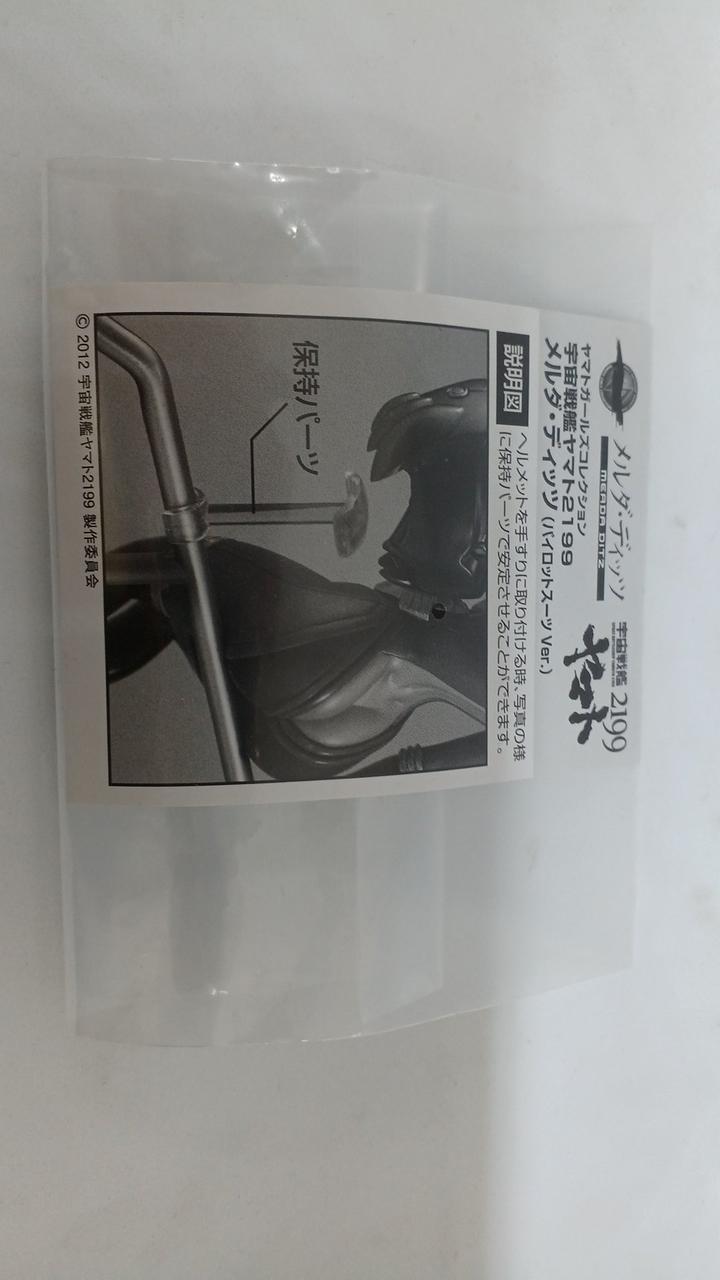 メルダ・ディッツ
MELDA DITZ
宇宙戦艦
ヤマト
2199
ヤマトガールズコレクション
宇宙戦艦ヤマト2199
メルダ・ディッツ (パイロットスーツ Ver.)
説明図
ヘルメットを手すりに取り付ける時、写真の様
に保持パーツで安定させることができます。
保持パーツ
© 2012 宇宙戦艦ヤマト2199 製作委員会